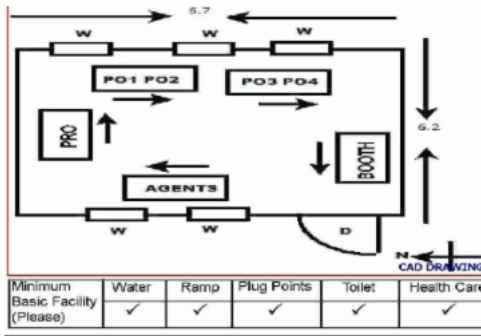 6.7
W W W
PO1 PO2 PO3 PO4
6.2
PRO
BOOTH
AGENTS
W W
D
N
CAD DRAWING
Minimum Basic Facility (Please) Water Ramp Plug Points Toilet Health Care
✓ ✓ ✓ ✓ ✓